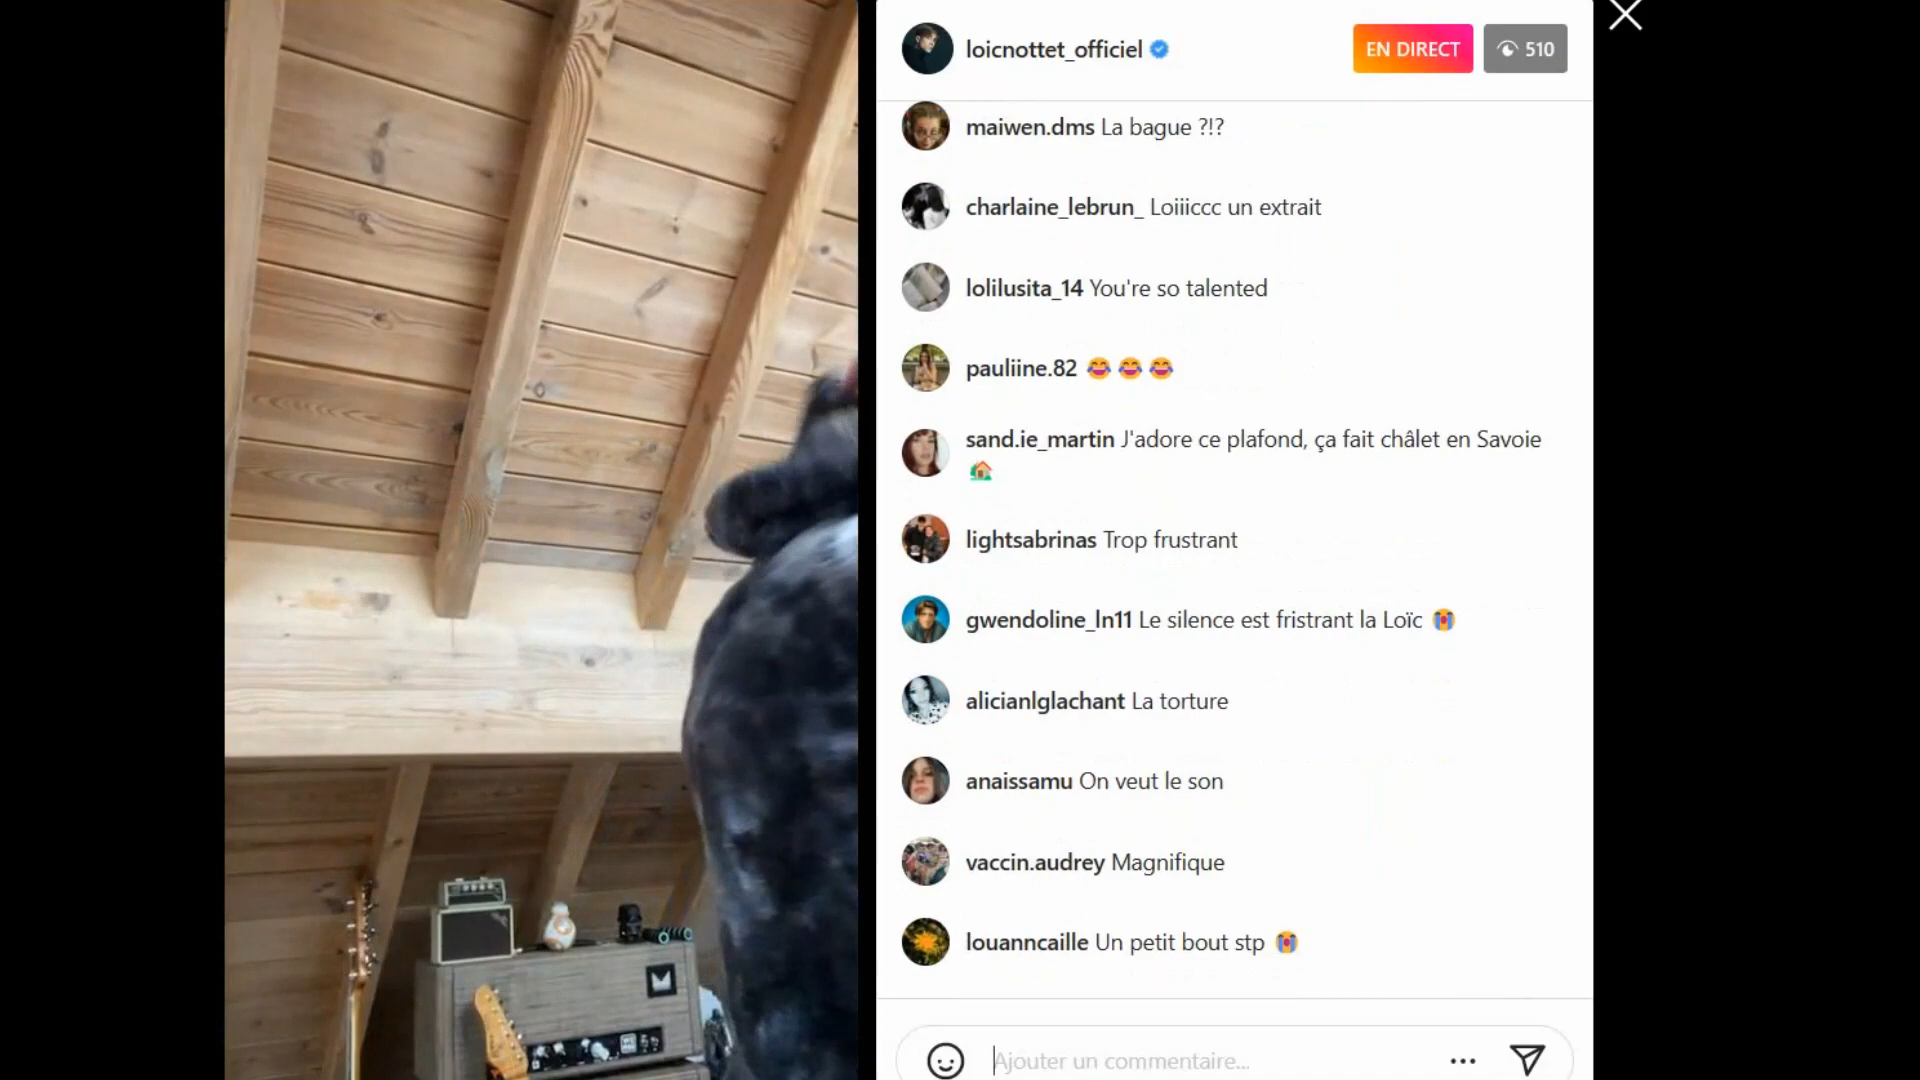 loicnottet_officiel
EN DIRECT
510
maiwen.dms La bague ?!?
charlaine_lebrun_ Loiiiccc un extrait
lolilusita_14 You're so talented
pauliine.82 😂😂😂
sand.ie_martin J'adore ce plafond, ça fait châlet en Savoie
🏡
lightsabrinas Trop frustrant
gwendoline_ln11 Le silence est fristrant la Loïc 😭
alicianlglachant La torture
anaissamu On veut le son
vaccin.audrey Magnifique
louanncaille Un petit bout stp 😭
Ajouter un commentaire...